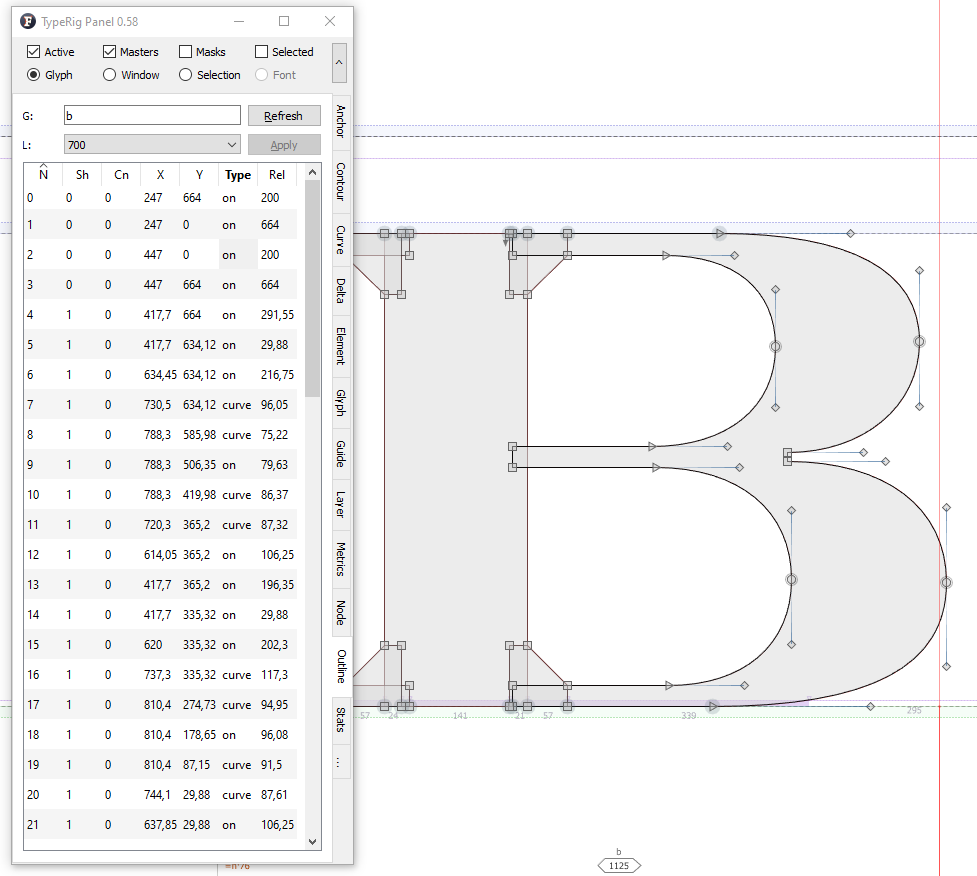 TypeRig Panel 0.58
Active Masters Masks Selected
Glyph Window Selection Font
G: b Refresh
L: 700 Apply
N Sh Cn X Y Type Rel
0 0 0 247 664 on 200
1 0 0 247 0 on 664
2 0 0 447 0 on 200
3 0 0 447 664 on 664
4 1 0 417,7 664 on 291,55
5 1 0 417,7 634,12 on 29,88
6 1 0 634,45 634,12 on 216,75
7 1 0 730,5 634,12 curve 96,05
8 1 0 788,3 585,98 curve 75,22
9 1 0 788,3 506,35 on 79,63
10 1 0 788,3 419,98 curve 86,37
11 1 0 720,3 365,2 curve 87,32
12 1 0 614,05 365,2 on 106,25
13 1 0 417,7 365,2 on 196,35
14 1 0 417,7 335,32 on 29,88
15 1 0 620 335,32 on 202,3
16 1 0 737,3 335,32 curve 117,3
17 1 0 810,4 274,73 curve 94,95
18 1 0 810,4 178,65 on 96,08
19 1 0 810,4 87,15 curve 91,5
20 1 0 744,1 29,88 curve 87,61
21 1 0 637,85 29,88 on 106,25
Anchor
Contour
Curve
Delta
Element
Glyph
Guide
Layer
Metrics
Node
Outline
Stats
57 24 141 21 57 339 295
b
1125